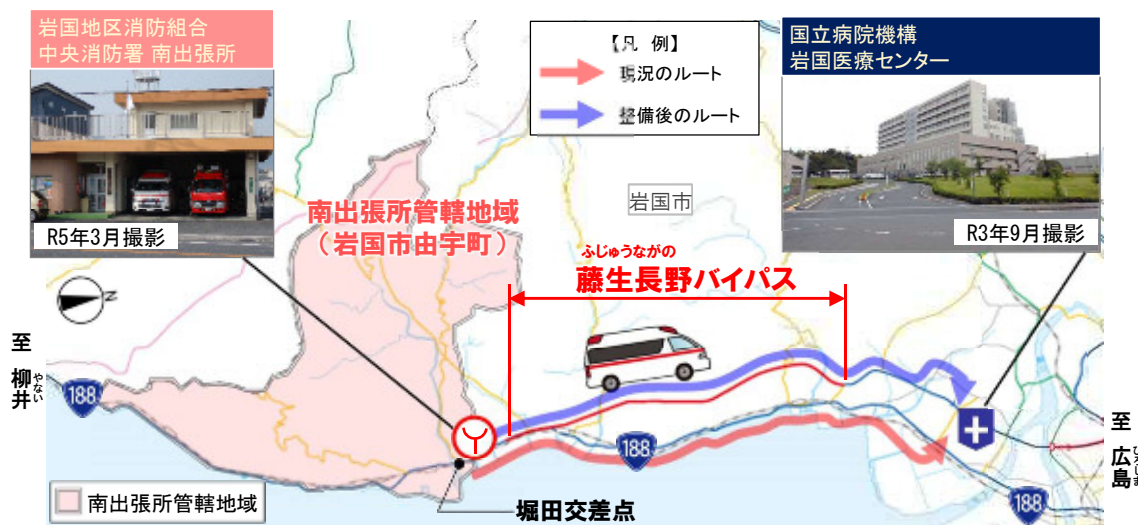 岩国地区消防組合
中央消防署 南出張所
R5年3月撮影
【凡 例】
現況のルート
整備後のルート
国立病院機構
岩国医療センター
R3年9月撮影
岩国市
南出張所管轄地域
（岩国市由宇町）
ふじゅうながの
藤生長野バイパス
N
至 柳井
やない
188
188
188
至 広島
ひろしま
堀田交差点
南出張所管轄地域